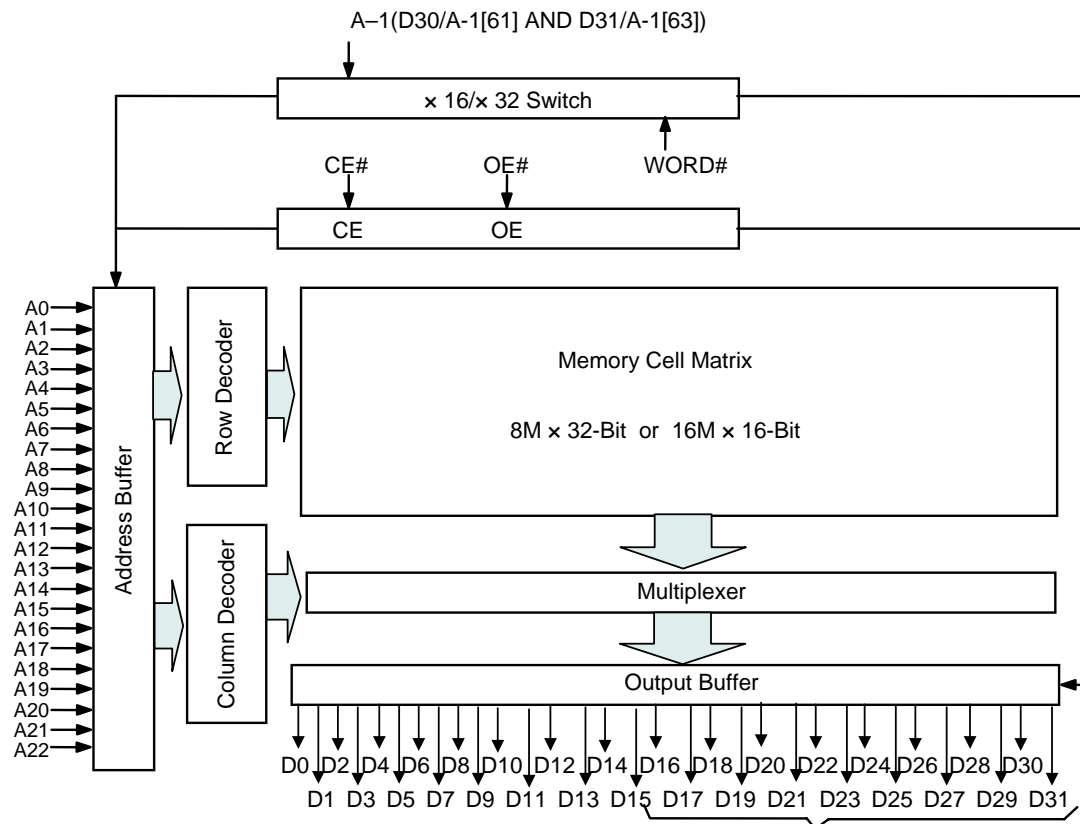 A–1(D30/A-1[61] AND D31/A-1[63])
× 16/× 32 Switch
CE# OE# WORD#
CE OE
A0
A1
A2
A3
A4
A5
A6
A7
A8
A9
A10
A11
A12
A13
A14
A15
A16
A17
A18
A19
A20
A21
A22
Address Buffer
Row Decoder
Column Decoder
Memory Cell Matrix
8M × 32-Bit or 16M × 16-Bit
Multiplexer
Output Buffer
D0 D2 D4 D6 D8 D10 D12 D14 D16 D18 D20 D22 D24 D26 D28 D30
D1 D3 D5 D7 D9 D11 D13 D15 D17 D19 D21 D23 D25 D27 D29 D31